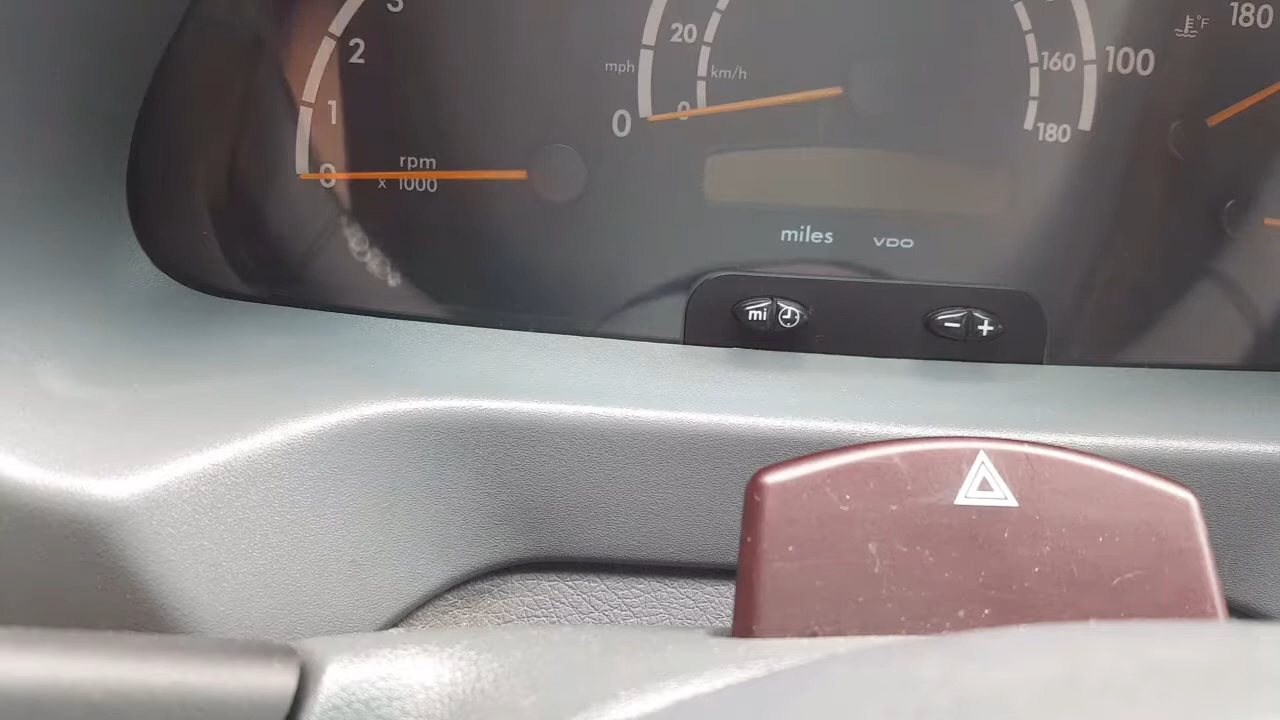 3
2
1
0
rpm
x 1000
20
mph
km/h
0
0
160
100
180
°F
180
miles
VDO
mi
- +